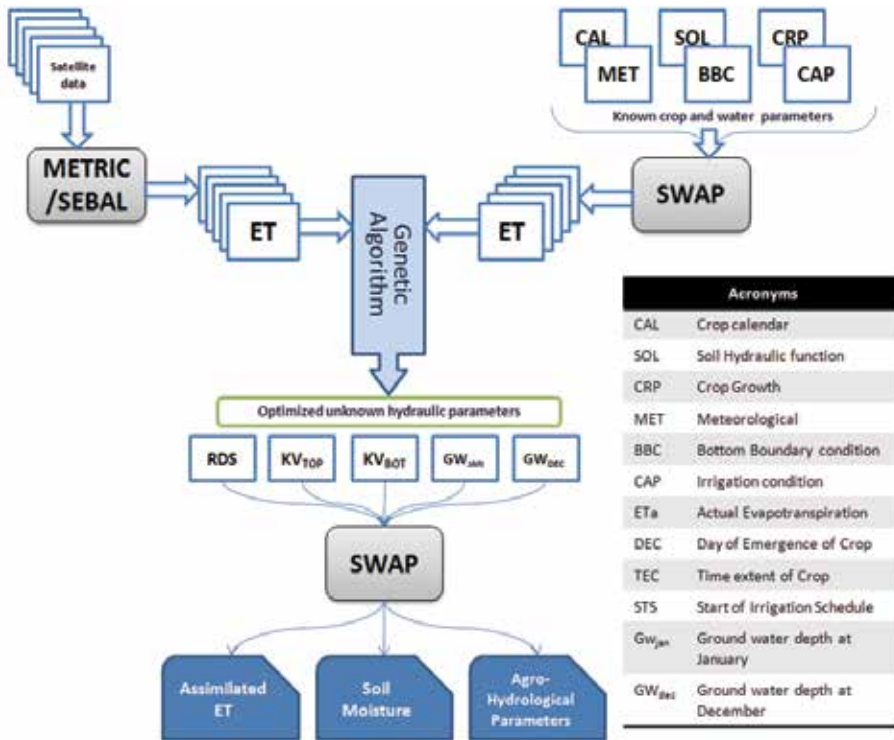 Satellite
data
CAL
SOL
CRP
MET
BBC
CAP
Known crop and water parameters
METRIC
/SEBAL
SWAP
ET
ET
Genetic
Algorithm
Optimized unknown hydraulic parameters
RDS
KVTOP
KVBOT
GWJAN
GWDEC
SWAP
Assimilated
ET
Soil
Moisture
Agro-
Hydrological
Parameters
Acronyms
CAL Crop calendar
SOL Soil Hydraulic function
CRP Crop Growth
MET Meteorological
BBC Bottom Boundary condition
CAP Irrigation condition
ETa Actual Evapotranspiration
DEC Day of Emergence of Crop
TEC Time extent of Crop
STS Start of Irrigation Schedule
Gwjan Ground water depth at
January
GWDec Ground water depth at
December